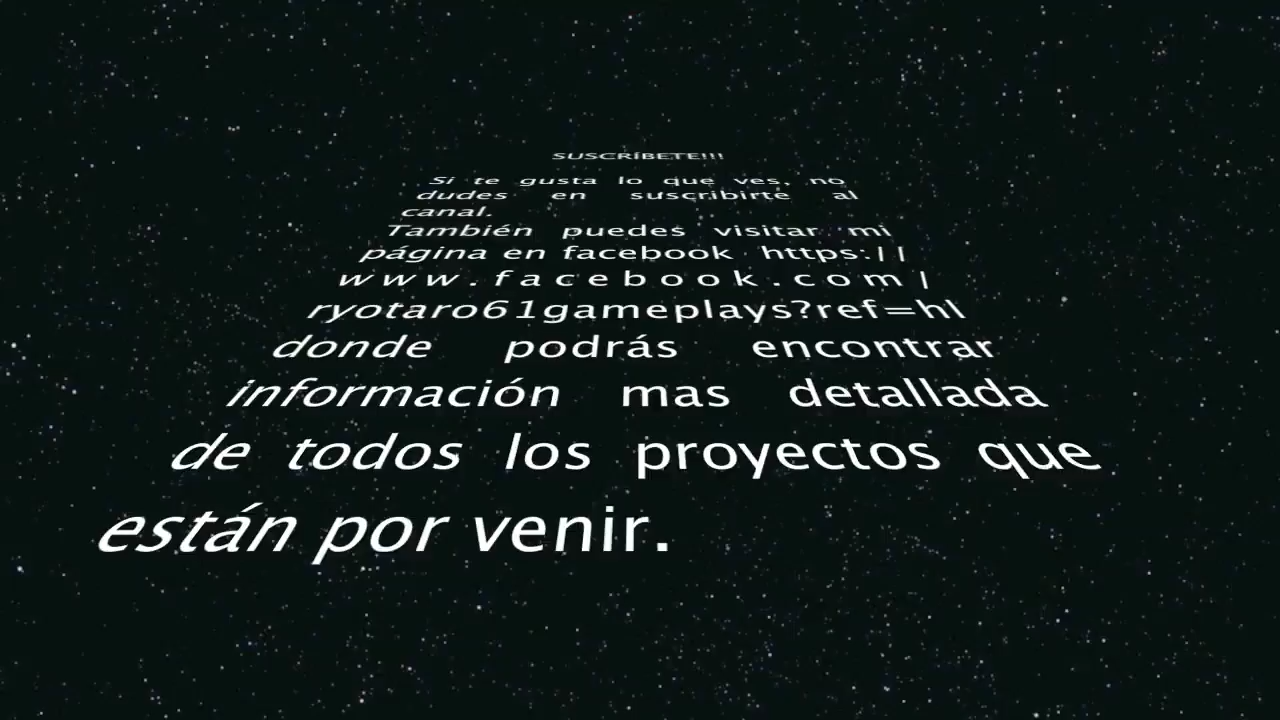 SUSCRÍBETE!!!
Si te gusta lo que ves, no
dudes en suscribirte al
canal.
También puedes visitar mi
página en facebook https://
www.facebook.com/
ryotaro61gameplays?ref=hl
donde podrás encontrar
información mas detallada
de todos los proyectos que
están por venir.